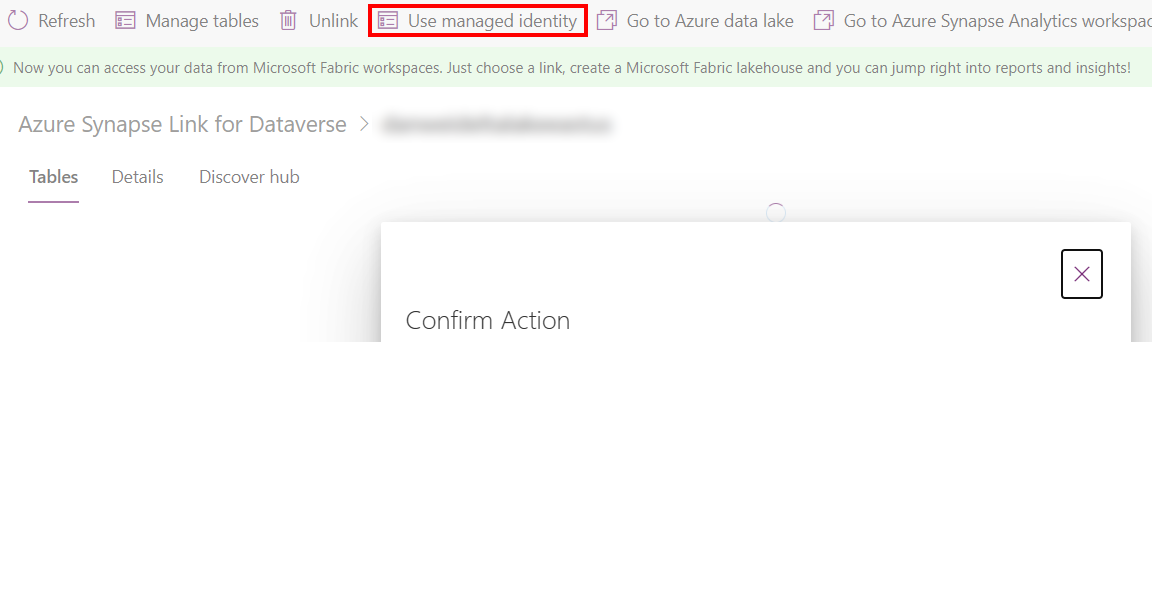 Refresh Manage tables Unlink Use managed identity Go to Azure data lake Go to Azure Synapse Analytics
Now you can access your data from Microsoft Fabric workspaces. Just choose a link, create a Microsoft Fabric lakehouse and you can jump right into reports and insights!
Azure Synapse Link for Dataverse >
Tables Details Discover hub
Confirm Action